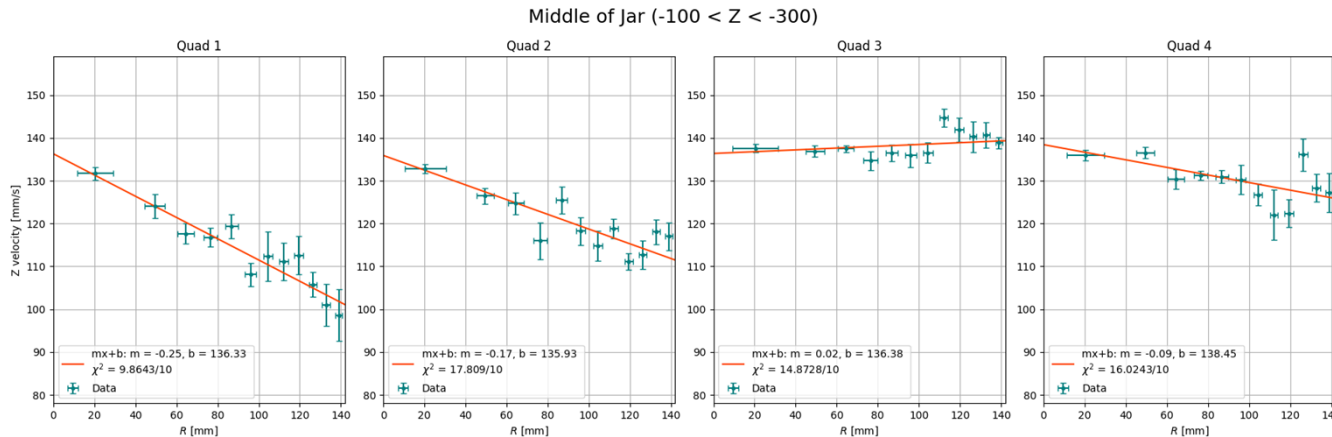 Middle of Jar (-100 < Z < -300)
Quad 1
Z velocity [mm/s]
150
140
130
120
110
100
90
80
mx+b: m = -0.25, b = 136.33
χ² = 9.8643/10
Data
0 20 40 60 80 100 120 140
R [mm]
Quad 2
150
140
130
120
110
100
90
80
mx+b: m = -0.17, b = 135.93
χ² = 17.809/10
Data
0 20 40 60 80 100 120 140
R [mm]
Quad 3
150
140
130
120
110
100
90
80
mx+b: m = 0.02, b = 136.38
χ² = 14.8728/10
Data
0 20 40 60 80 100 120 140
R [mm]
Quad 4
150
140
130
120
110
100
90
80
mx+b: m = -0.09, b = 138.45
χ² = 16.0243/10
Data
0 20 40 60 80 100 120 140
R [mm]